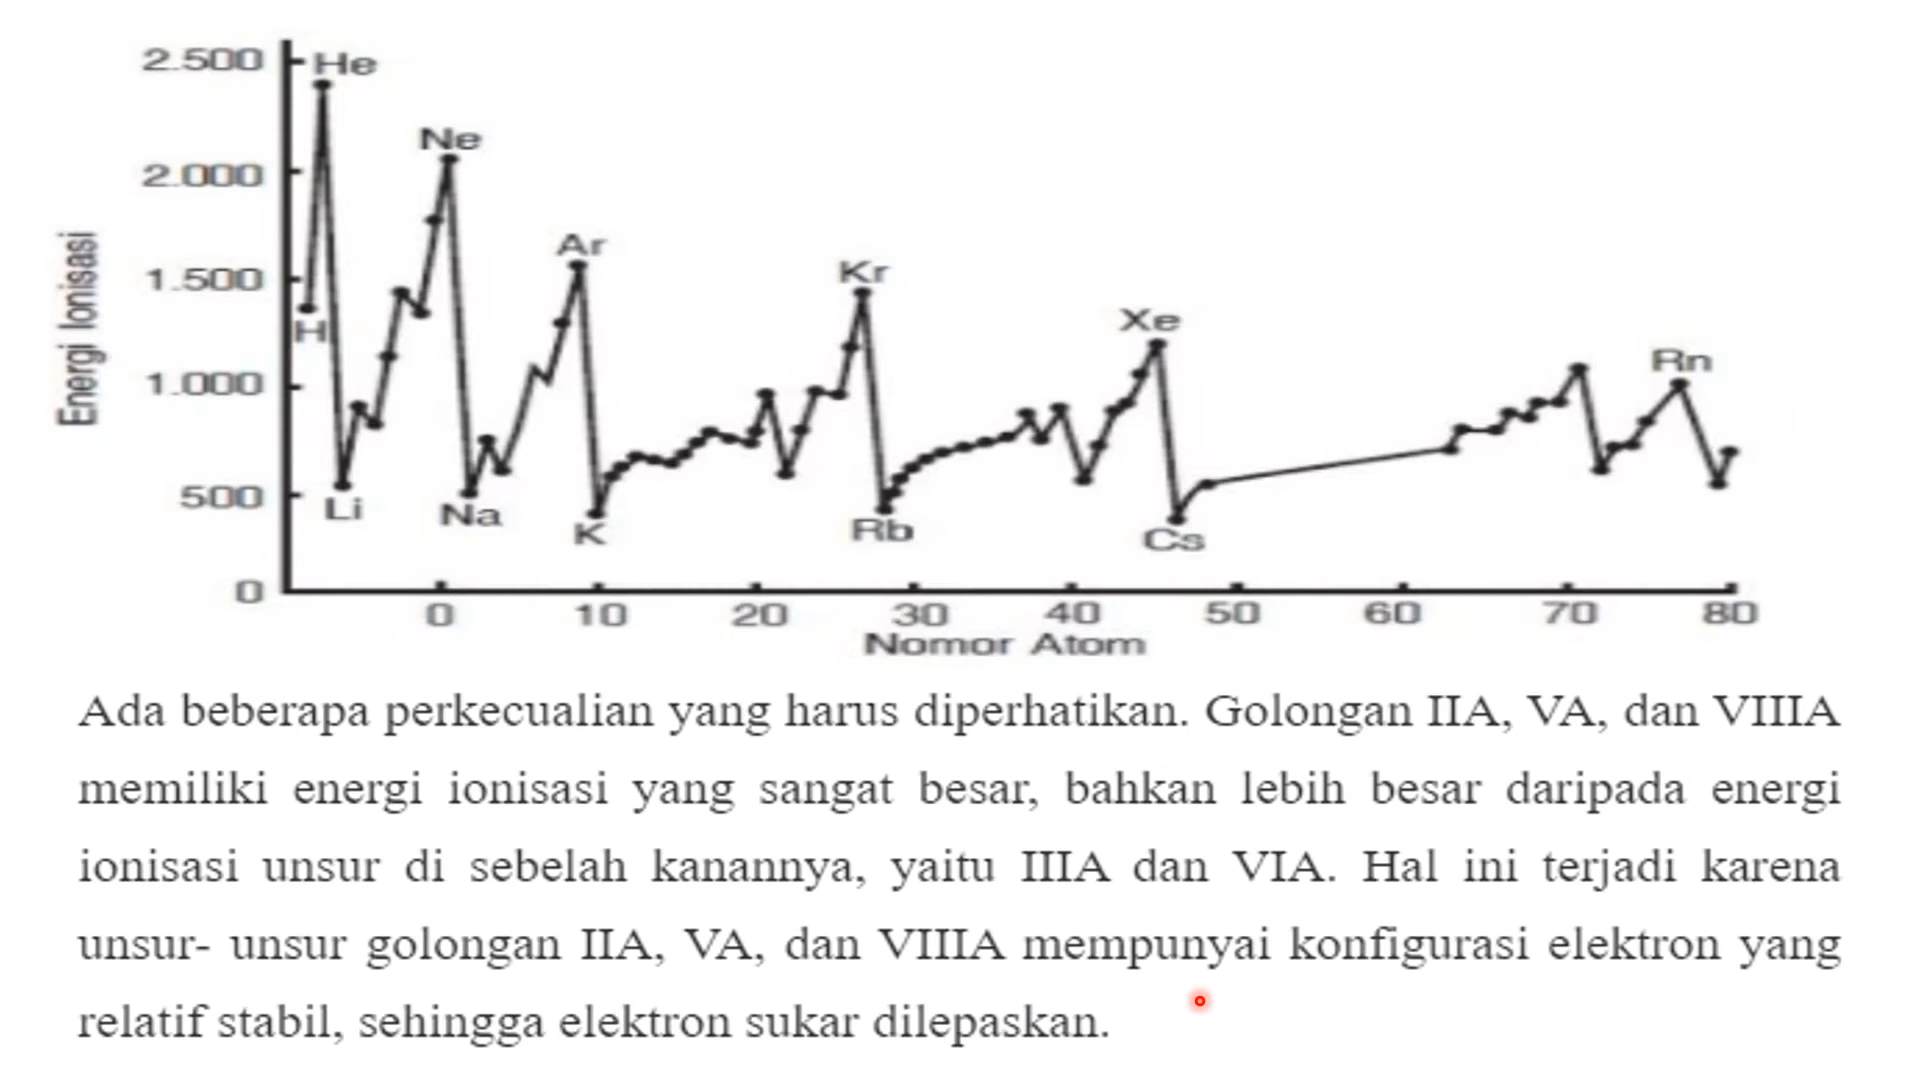 2.500
He
Ne
2.000
Ar
1.500
Kr
H
Xe
1.000
Rn
500
Li
Na
K
Rb
Cs
0
Energi Ionisasi
0 10 20 30 40 50 60 70 80
Nomor Atom
Ada beberapa perkecualian yang harus diperhatikan. Golongan IIA, VA, dan VIIIA
memiliki energi ionisasi yang sangat besar, bahkan lebih besar daripada energi
ionisasi unsur di sebelah kanannya, yaitu IIIA dan VIA. Hal ini terjadi karena
unsur- unsur golongan IIA, VA, dan VIIIA mempunyai konfigurasi elektron yang
relatif stabil, sehingga elektron sukar dilepaskan.